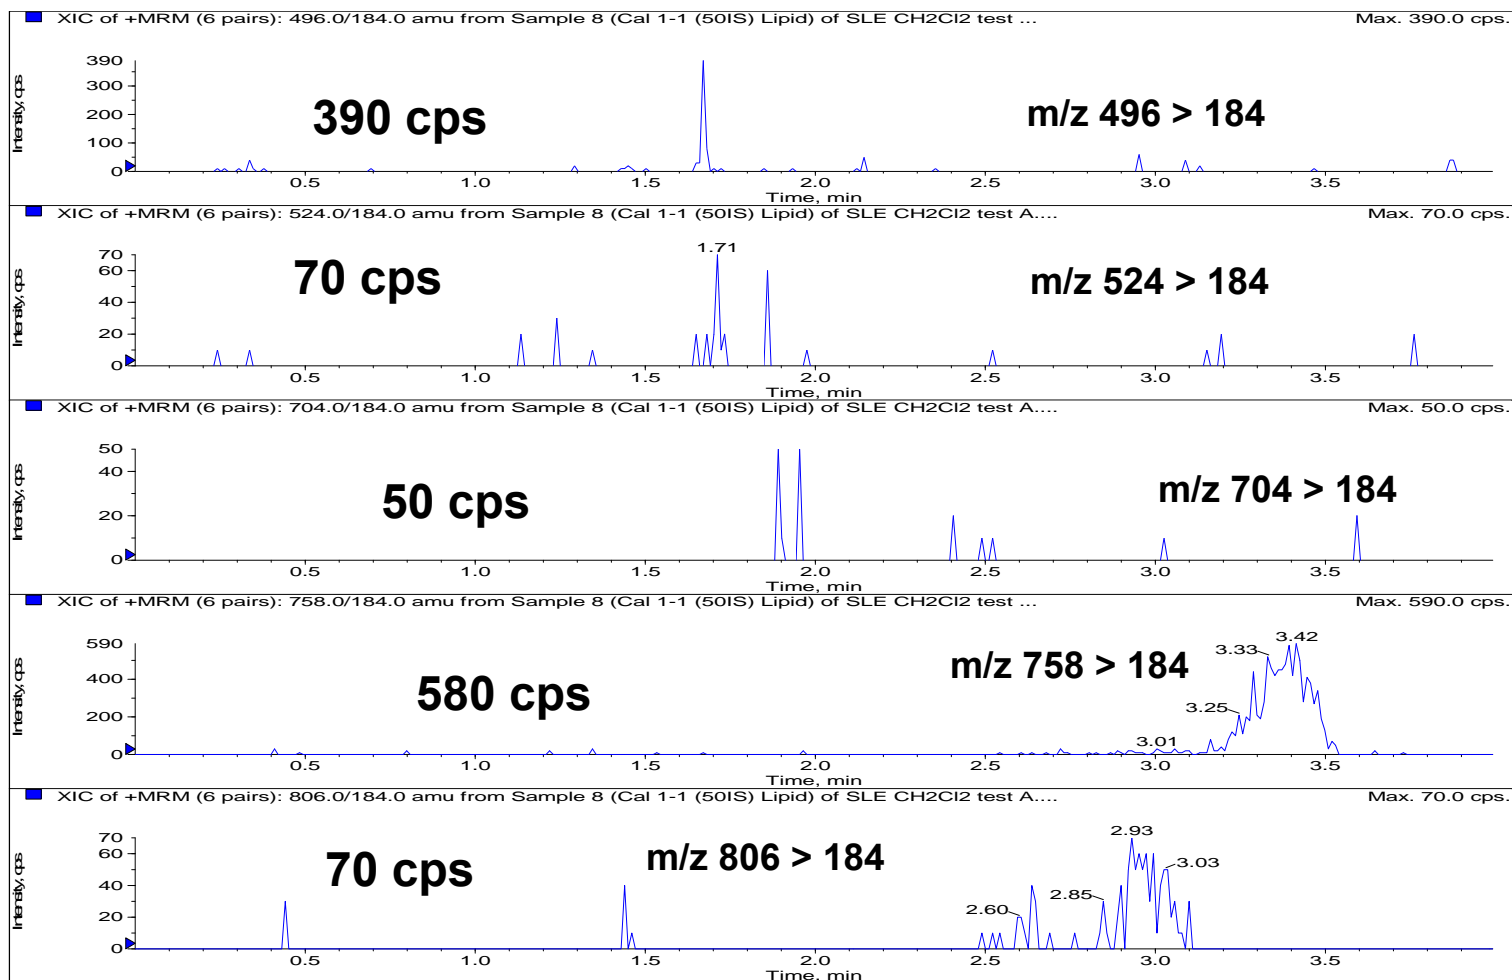 XIC of +MRM (6 pairs): 496.0/184.0 amu from Sample 8 (Cal 1-1 (50IS) Lipid) of SLE CH2Cl2 test ... Max. 390.0 cps.
390
300
200
100
0
Intensity, cps
390 cps
m/z 496 > 184
0.5 1.0 1.5 2.0 2.5 3.0 3.5
Time, min
XIC of +MRM (6 pairs): 524.0/184.0 amu from Sample 8 (Cal 1-1 (50IS) Lipid) of SLE CH2Cl2 test A.... Max. 70.0 cps.
1.71
70
60
40
20
0
Intensity, cps
70 cps
m/z 524 > 184
0.5 1.0 1.5 2.0 2.5 3.0 3.5
Time, min
XIC of +MRM (6 pairs): 704.0/184.0 amu from Sample 8 (Cal 1-1 (50IS) Lipid) of SLE CH2Cl2 test A.... Max. 50.0 cps.
50
40
20
0
Intensity, cps
50 cps
m/z 704 > 184
0.5 1.0 1.5 2.0 2.5 3.0 3.5
Time, min
XIC of +MRM (6 pairs): 758.0/184.0 amu from Sample 8 (Cal 1-1 (50IS) Lipid) of SLE CH2Cl2 test ... Max. 590.0 cps.
590
400
200
0
Intensity, cps
580 cps
m/z 758 > 184
3.01
3.25
3.33
3.42
0.5 1.0 1.5 2.0 2.5 3.0 3.5
Time, min
XIC of +MRM (6 pairs): 806.0/184.0 amu from Sample 8 (Cal 1-1 (50IS) Lipid) of SLE CH2Cl2 test A.... Max. 70.0 cps.
70
60
40
20
0
Intensity, cps
70 cps
m/z 806 > 184
2.60
2.85
2.93
3.03
0.5 1.0 1.5 2.0 2.5 3.0 3.5
Time, min